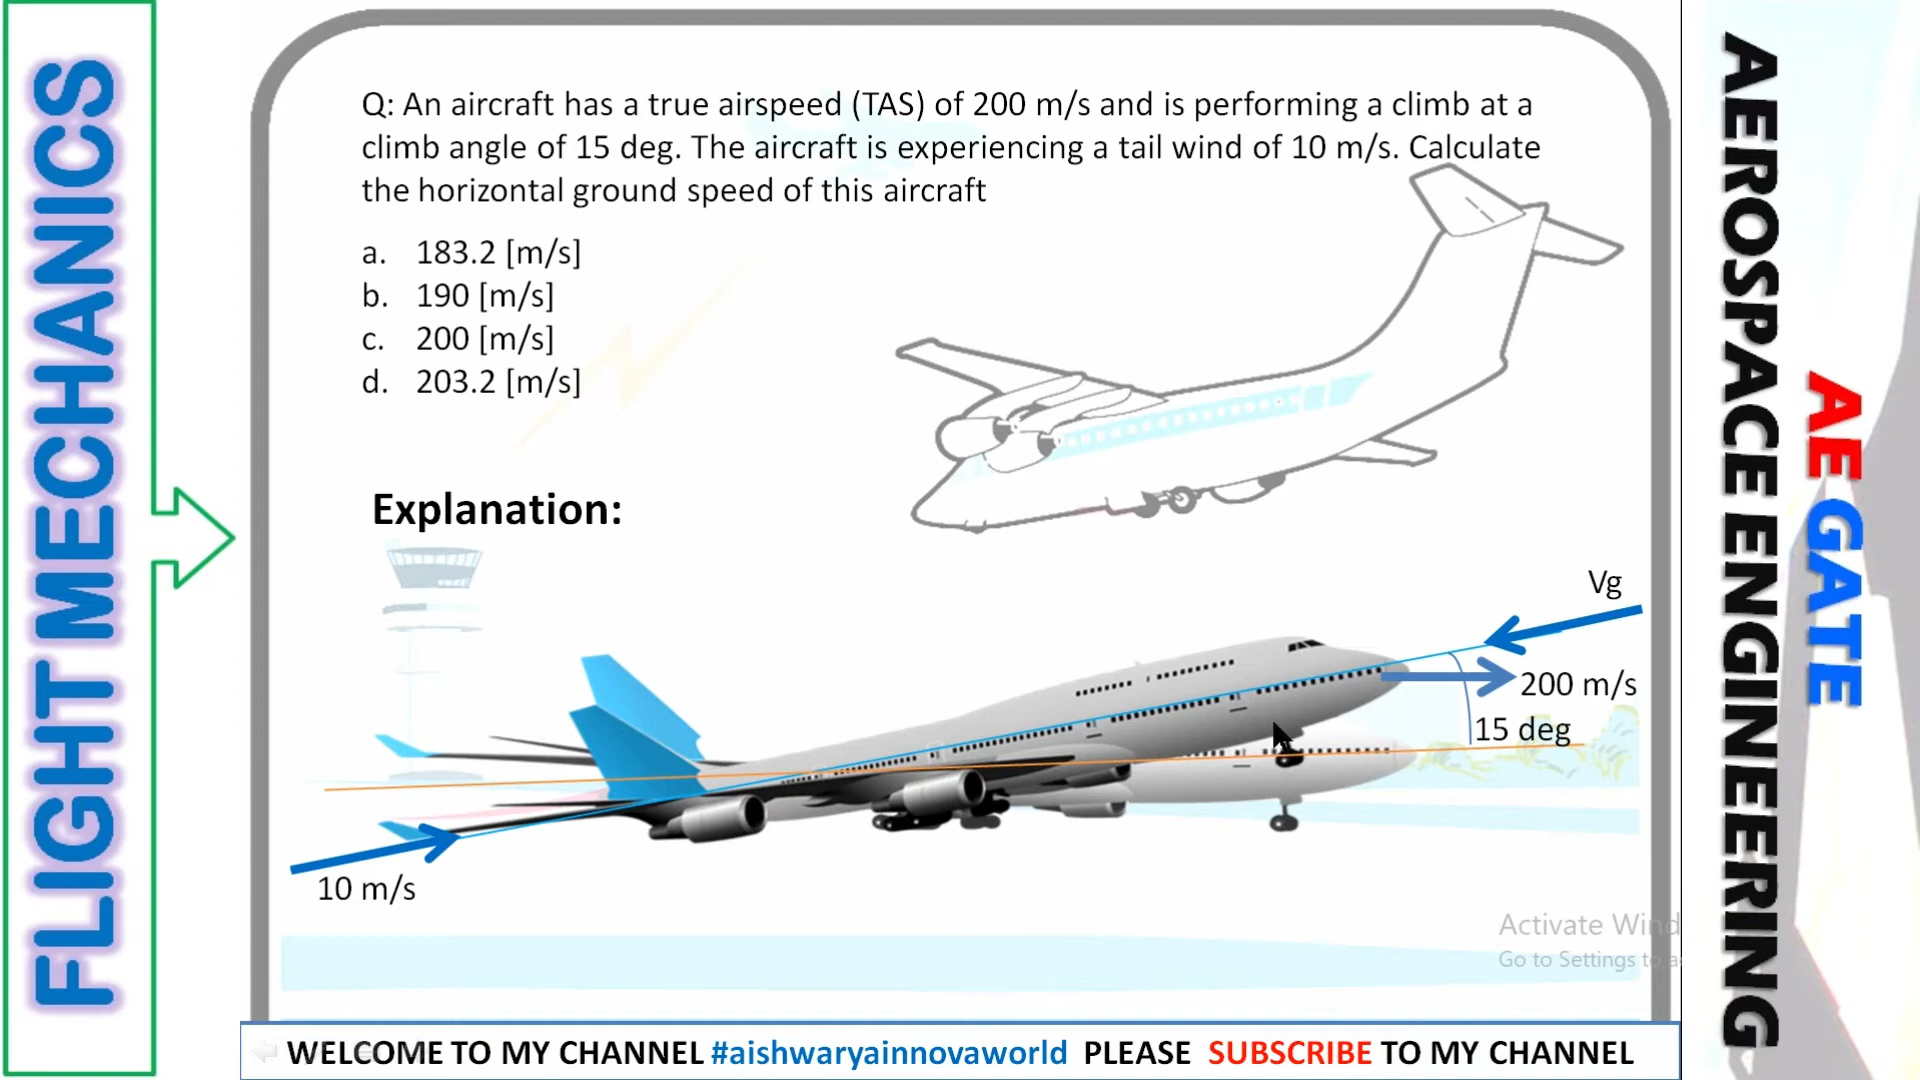 FLIGHT MECHANICS
Q: An aircraft has a true airspeed (TAS) of 200 m/s and is performing a climb at a
climb angle of 15 deg. The aircraft is experiencing a tail wind of 10 m/s. Calculate
the horizontal ground speed of this aircraft
a. 183.2 [m/s]
b. 190 [m/s]
c. 200 [m/s]
d. 203.2 [m/s]
Explanation:
Vg
200 m/s
15 deg
10 m/s
Activate Wind
Go to Settings to a
WELCOME TO MY CHANNEL #aishwaryainnovaworld PLEASE SUBSCRIBE TO MY CHANNEL
AEROSPACE ENGINEERING
AE GATE